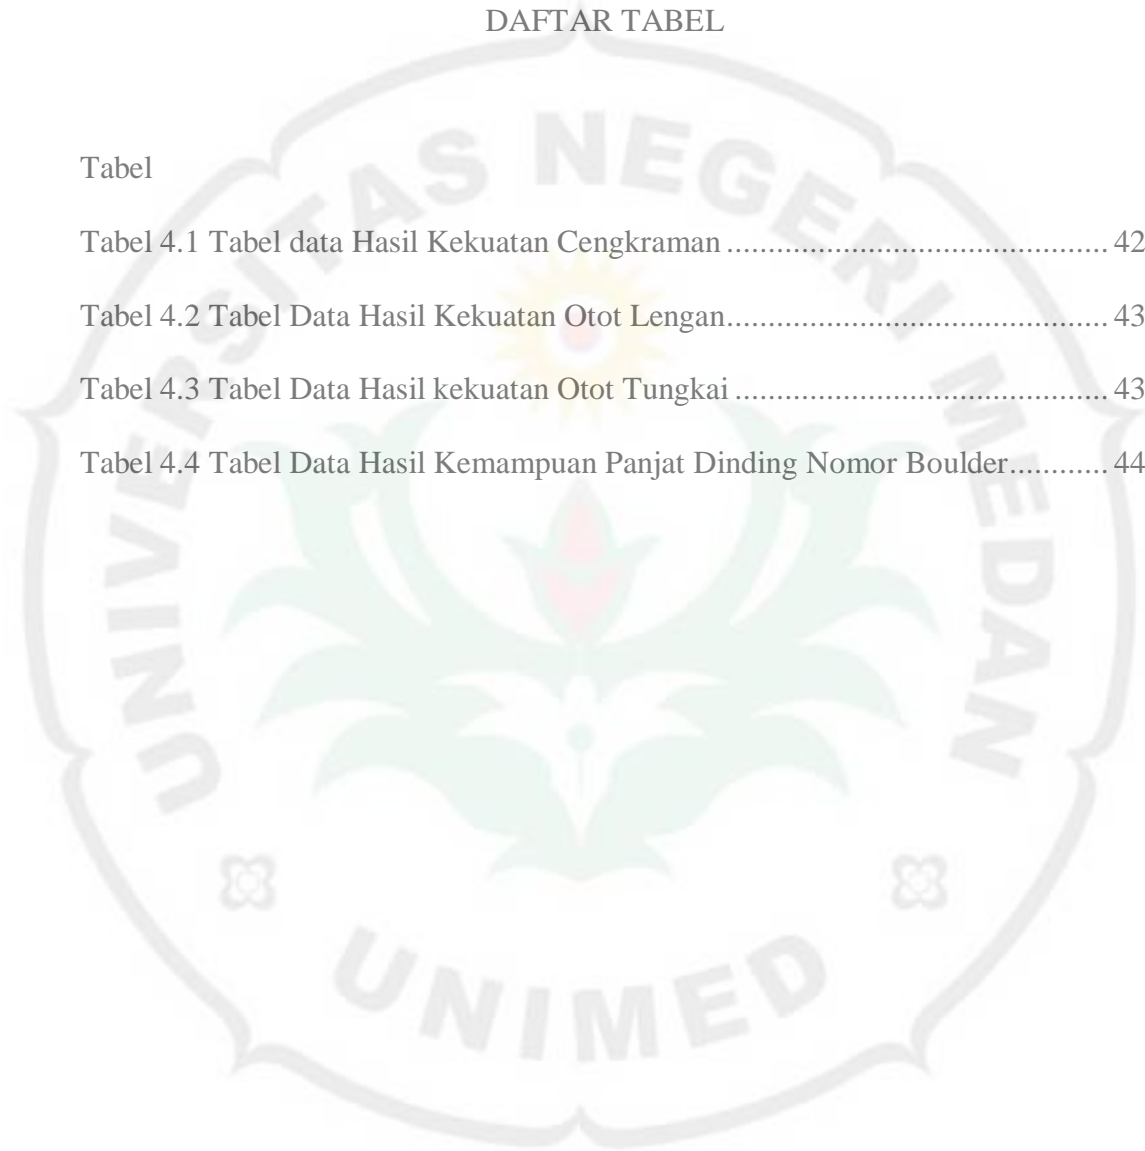 DAFTAR TABEL
Tabel
Tabel 4.1 Tabel data Hasil Kekuatan Cengkraman ........................................ 42
Tabel 4.2 Tabel Data Hasil Kekuatan Otot Lengan........................................ 43
Tabel 4.3 Tabel Data Hasil kekuatan Otot Tungkai ....................................... 43
Tabel 4.4 Tabel Data Hasil Kemampuan Panjat Dinding Nomor Boulder............ 44
UNIVERSITAS NEGERI MEDAN
UNIMED